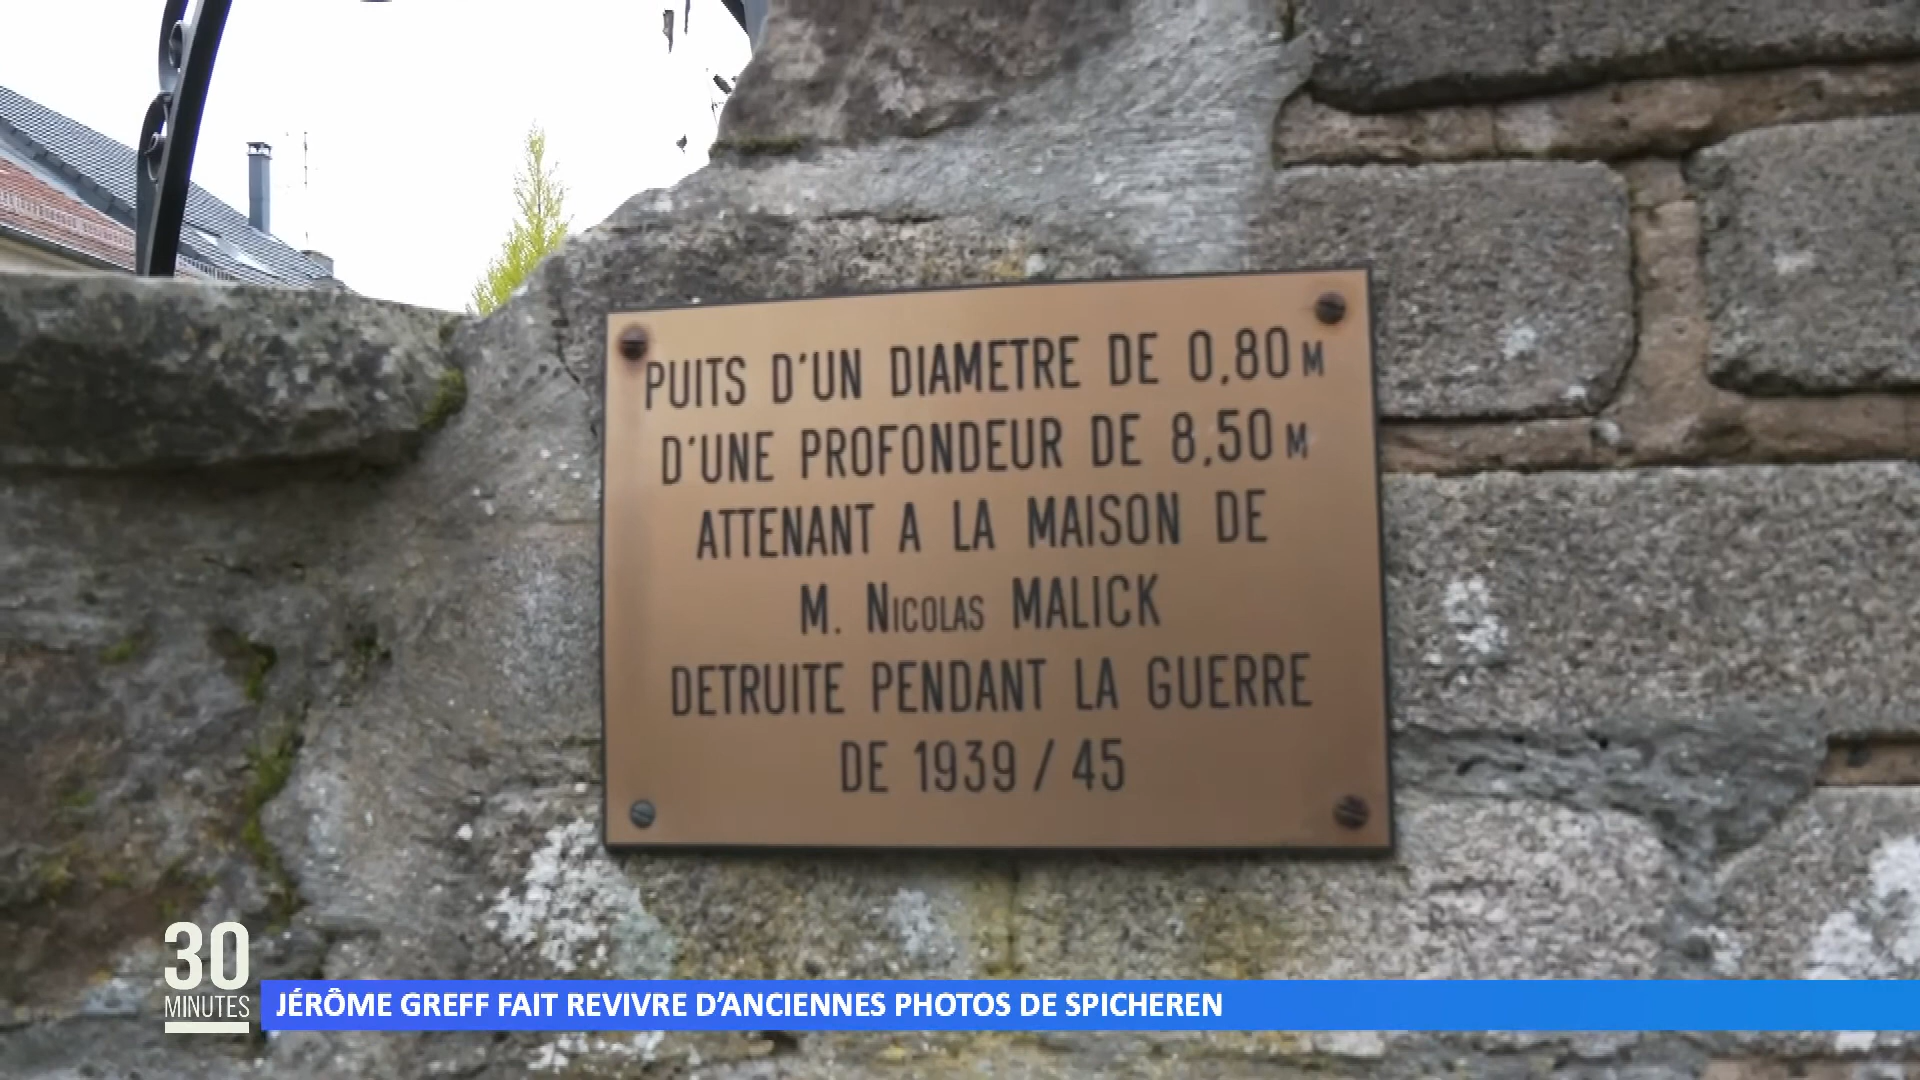 PUITS D'UN DIAMETRE DE 0,80 M
D'UNE PROFONDEUR DE 8,50 M
ATTENANT A LA MAISON DE
M. NICOLAS MALICK
DETRUITE PENDANT LA GUERRE
DE 1939 / 45
30
MINUTES
JÉRÔME GREFF FAIT REVIVRE D'ANCIENNES PHOTOS DE SPICHEREN